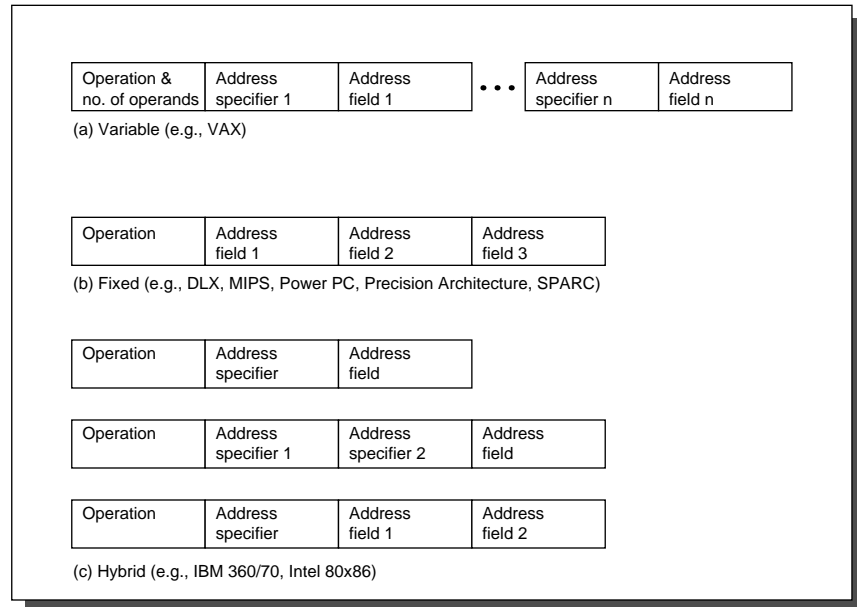 Operation & no. of operands
Address specifier 1
Address field 1
• • •
Address specifier n
Address field n
(a) Variable (e.g., VAX)
Operation
Address field 1
Address field 2
Address field 3
(b) Fixed (e.g., DLX, MIPS, Power PC, Precision Architecture, SPARC)
Operation
Address specifier
Address field
Operation
Address specifier 1
Address specifier 2
Address field
Operation
Address specifier
Address field 1
Address field 2
(c) Hybrid (e.g., IBM 360/70, Intel 80x86)